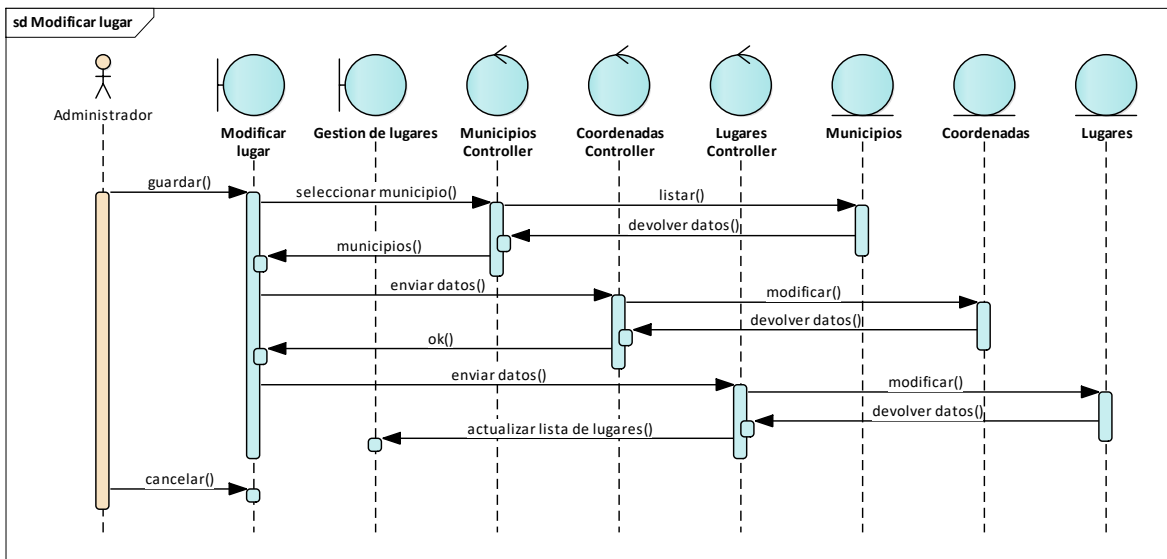 sd Modificar lugar
Administrador
Modificar
lugar
Gestion de lugares
Municipios
Controller
Coordenadas
Controller
Lugares
Controller
Municipios
Coordenadas
Lugares
guardar()
seleccionar municipio()
listar()
devolver datos()
municipios()
enviar datos()
modificar()
devolver datos()
ok()
enviar datos()
modificar()
devolver datos()
actualizar lista de lugares()
cancelar()